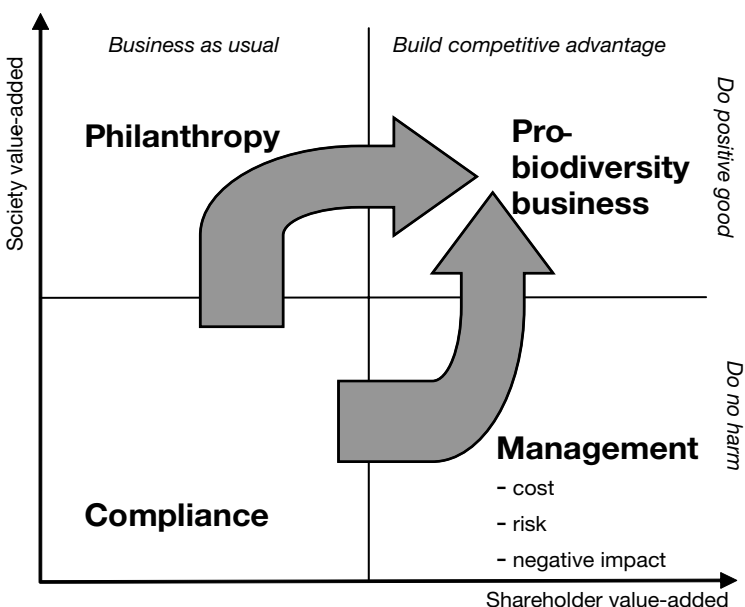 Business as usual
Build competitive advantage
Society value-added
Philanthropy
Pro-
biodiversity
business
Do positive good
Do no harm
Management
- cost
- risk
- negative impact
Compliance
Shareholder value-added